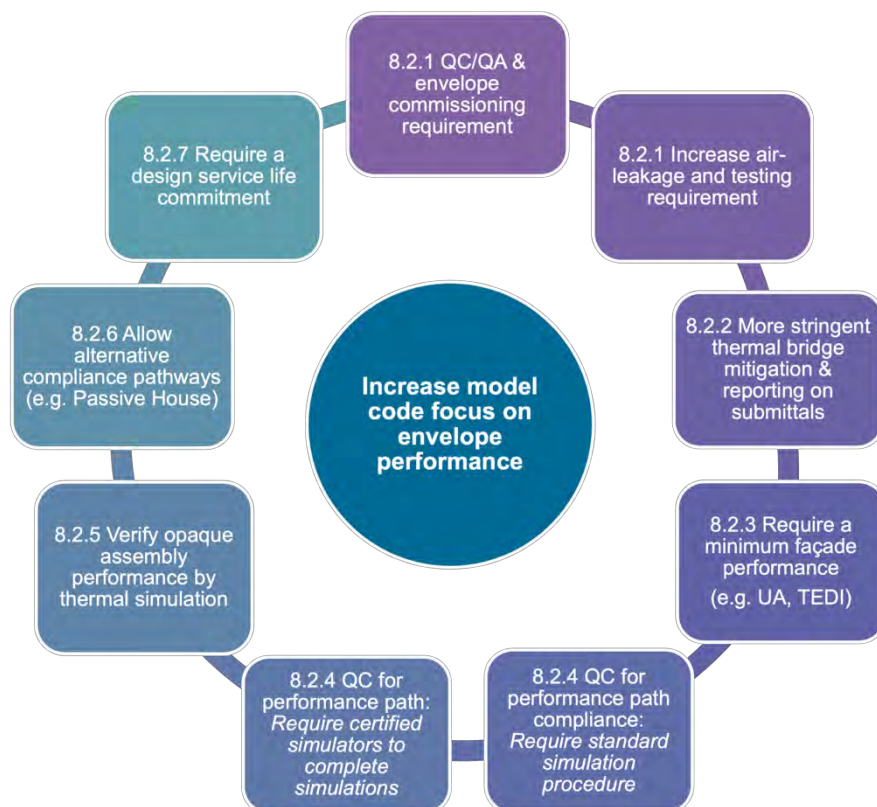 8.2.1 QC/QA &
envelope
commissioning
requirement
8.2.1 Increase air-
leakage and testing
requirement
8.2.2 More stringent
thermal bridge
mitigation &
reporting on
submittals
8.2.3 Require a
minimum façade
performance
(e.g. UA, TEDI)
8.2.4 QC for
performance path
compliance:
Require standard
simulation
procedure
8.2.4 QC for
performance path:
Require certified
simulators to
complete
simulations
8.2.5 Verify opaque
assembly
performance by
thermal simulation
8.2.6 Allow
alternative
compliance pathways
(e.g. Passive House)
8.2.7 Require a
design service life
commitment
Increase model
code focus on
envelope
performance